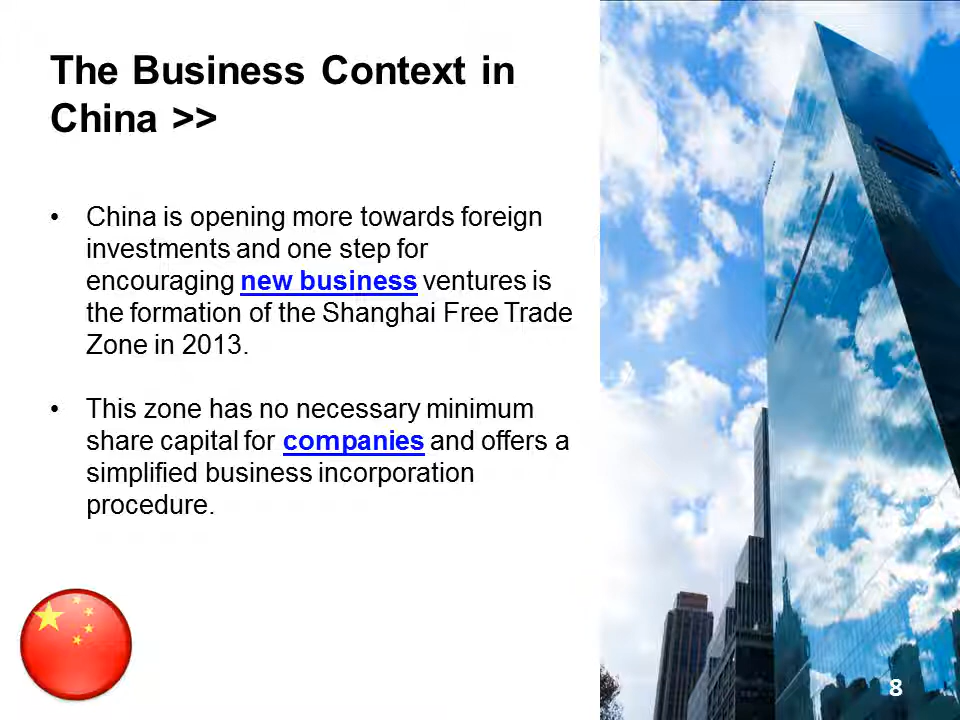 The Business Context in
China >>
• China is opening more towards foreign
investments and one step for
encouraging new business ventures is
the formation of the Shanghai Free Trade
Zone in 2013.
• This zone has no necessary minimum
share capital for companies and offers a
simplified business incorporation
procedure.
8